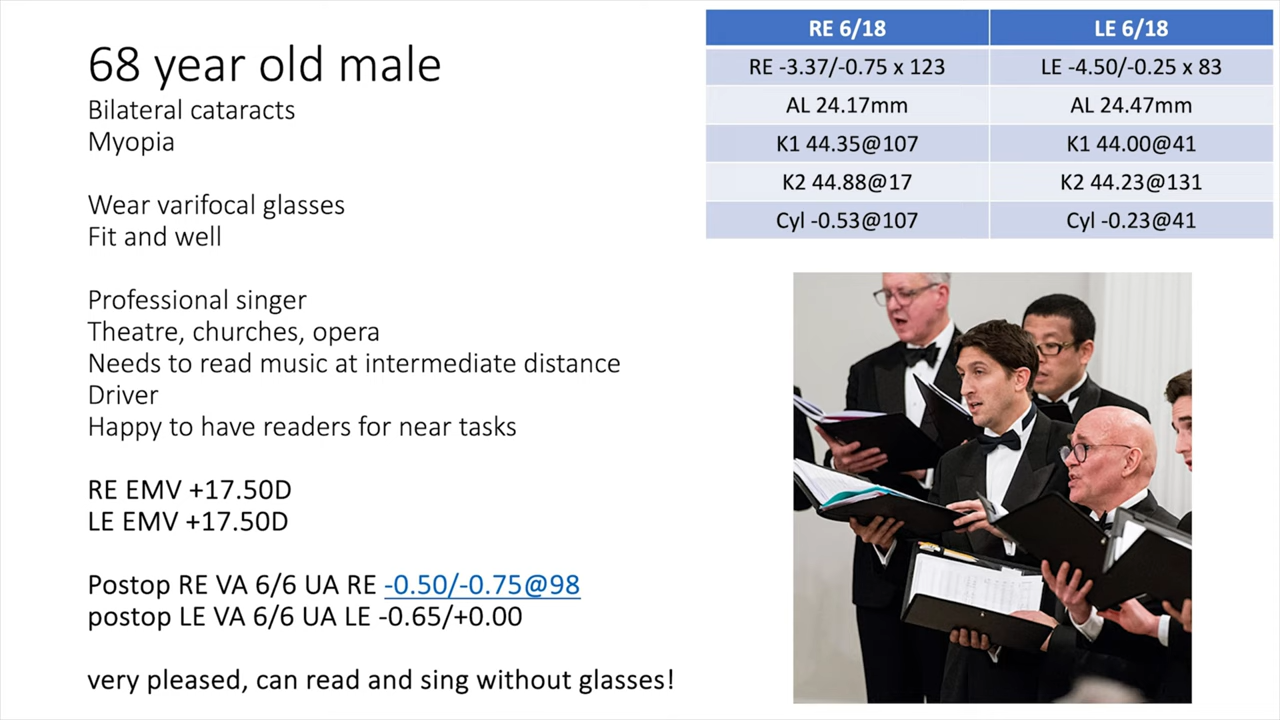 68 year old male
Bilateral cataracts
Myopia
Wear varifocal glasses
Fit and well
Professional singer
Theatre, churches, opera
Needs to read music at intermediate distance
Driver
Happy to have readers for near tasks
RE EMV +17.50D
LE EMV +17.50D
Postop RE VA 6/6 UA RE -0.50/-0.75@98
postop LE VA 6/6 UA LE -0.65/+0.00
very pleased, can read and sing without glasses!
RE 6/18 LE 6/18
RE -3.37/-0.75 x 123 LE -4.50/-0.25 x 83
AL 24.17mm AL 24.47mm
K1 44.35@107 K1 44.00@41
K2 44.88@17 K2 44.23@131
Cyl -0.53@107 Cyl -0.23@41